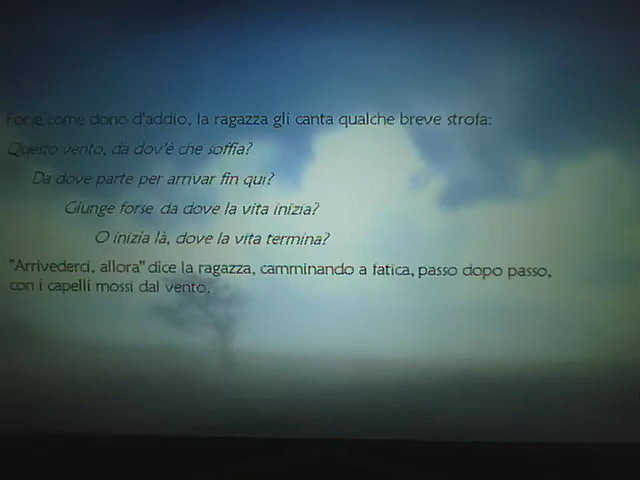 Forse come dono d'addio, la ragazza gli canta qualche breve strofa:
Questo vento, da dov'è che soffia?
Da dove parte per arrivar fin qui?
Giunge forse da dove la vita inizia?
O inizia là, dove la vita termina?
"Arrivederci, allora" dice la ragazza, camminando a fatica, passo dopo passo,
con i capelli mossi dal vento.